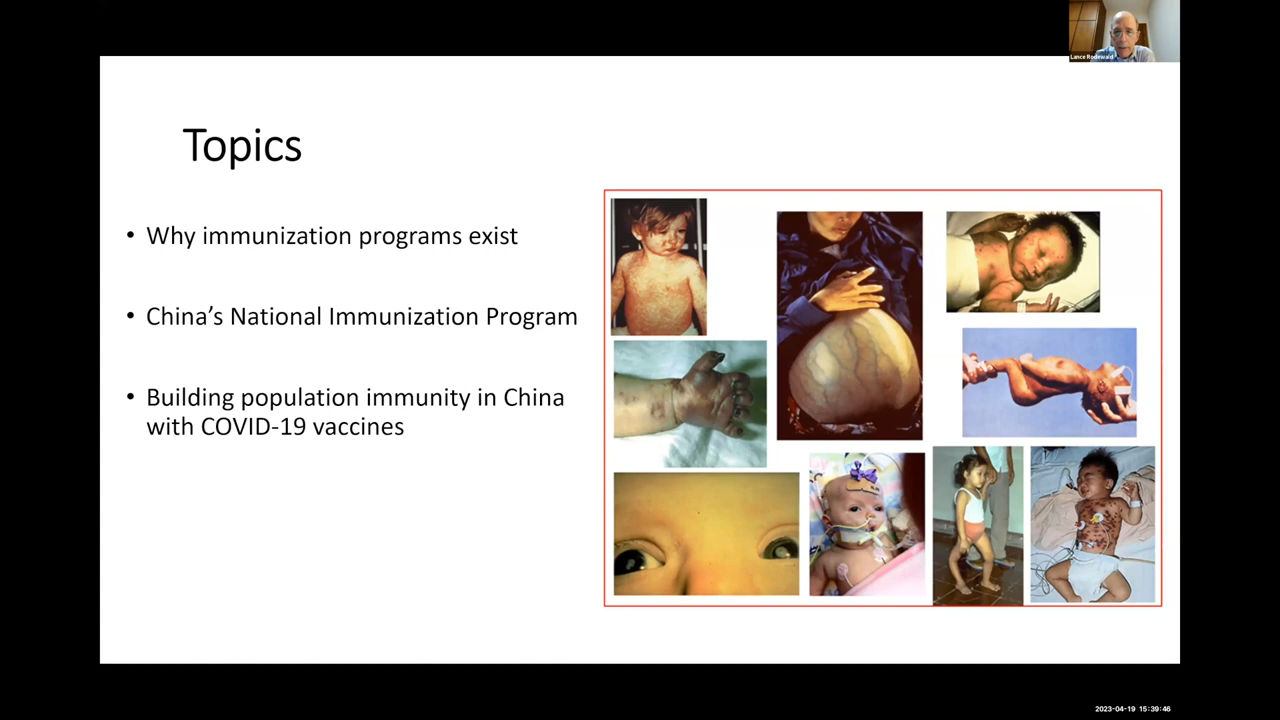 Lance Rodewald
Topics
• Why immunization programs exist
• China’s National Immunization Program
• Building population immunity in China
with COVID-19 vaccines
2023-04-19 15:39:46